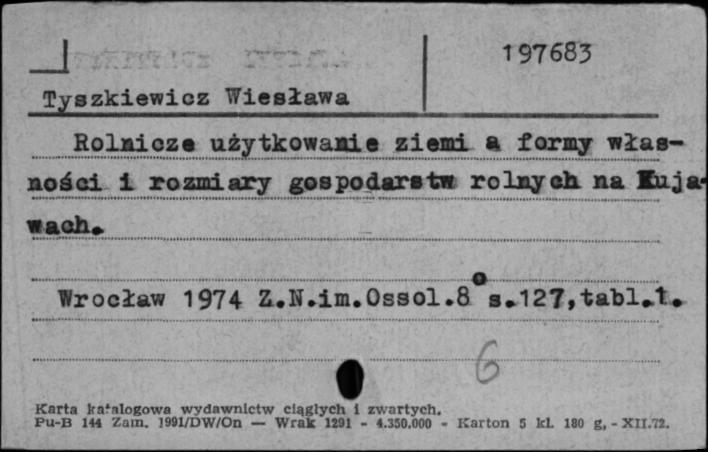 197683
Tyszkiewicz Wiesława
Rolnicze użytkowanie ziemi a formy włas-
ności i rozmiary gospodarstw rolnych na Kuja-
wach.
Wrocław 1974 Z.N.im.Ossol.8° s.127,tabl.1.
6
Karta katalogowa wydawnictw ciągłych i zwartych.
Pu-B 144 Zam. 1991/DW/On — Wrak 1291 - 4.350.000 - Karton 5 kl. 180 g. - XII.72.